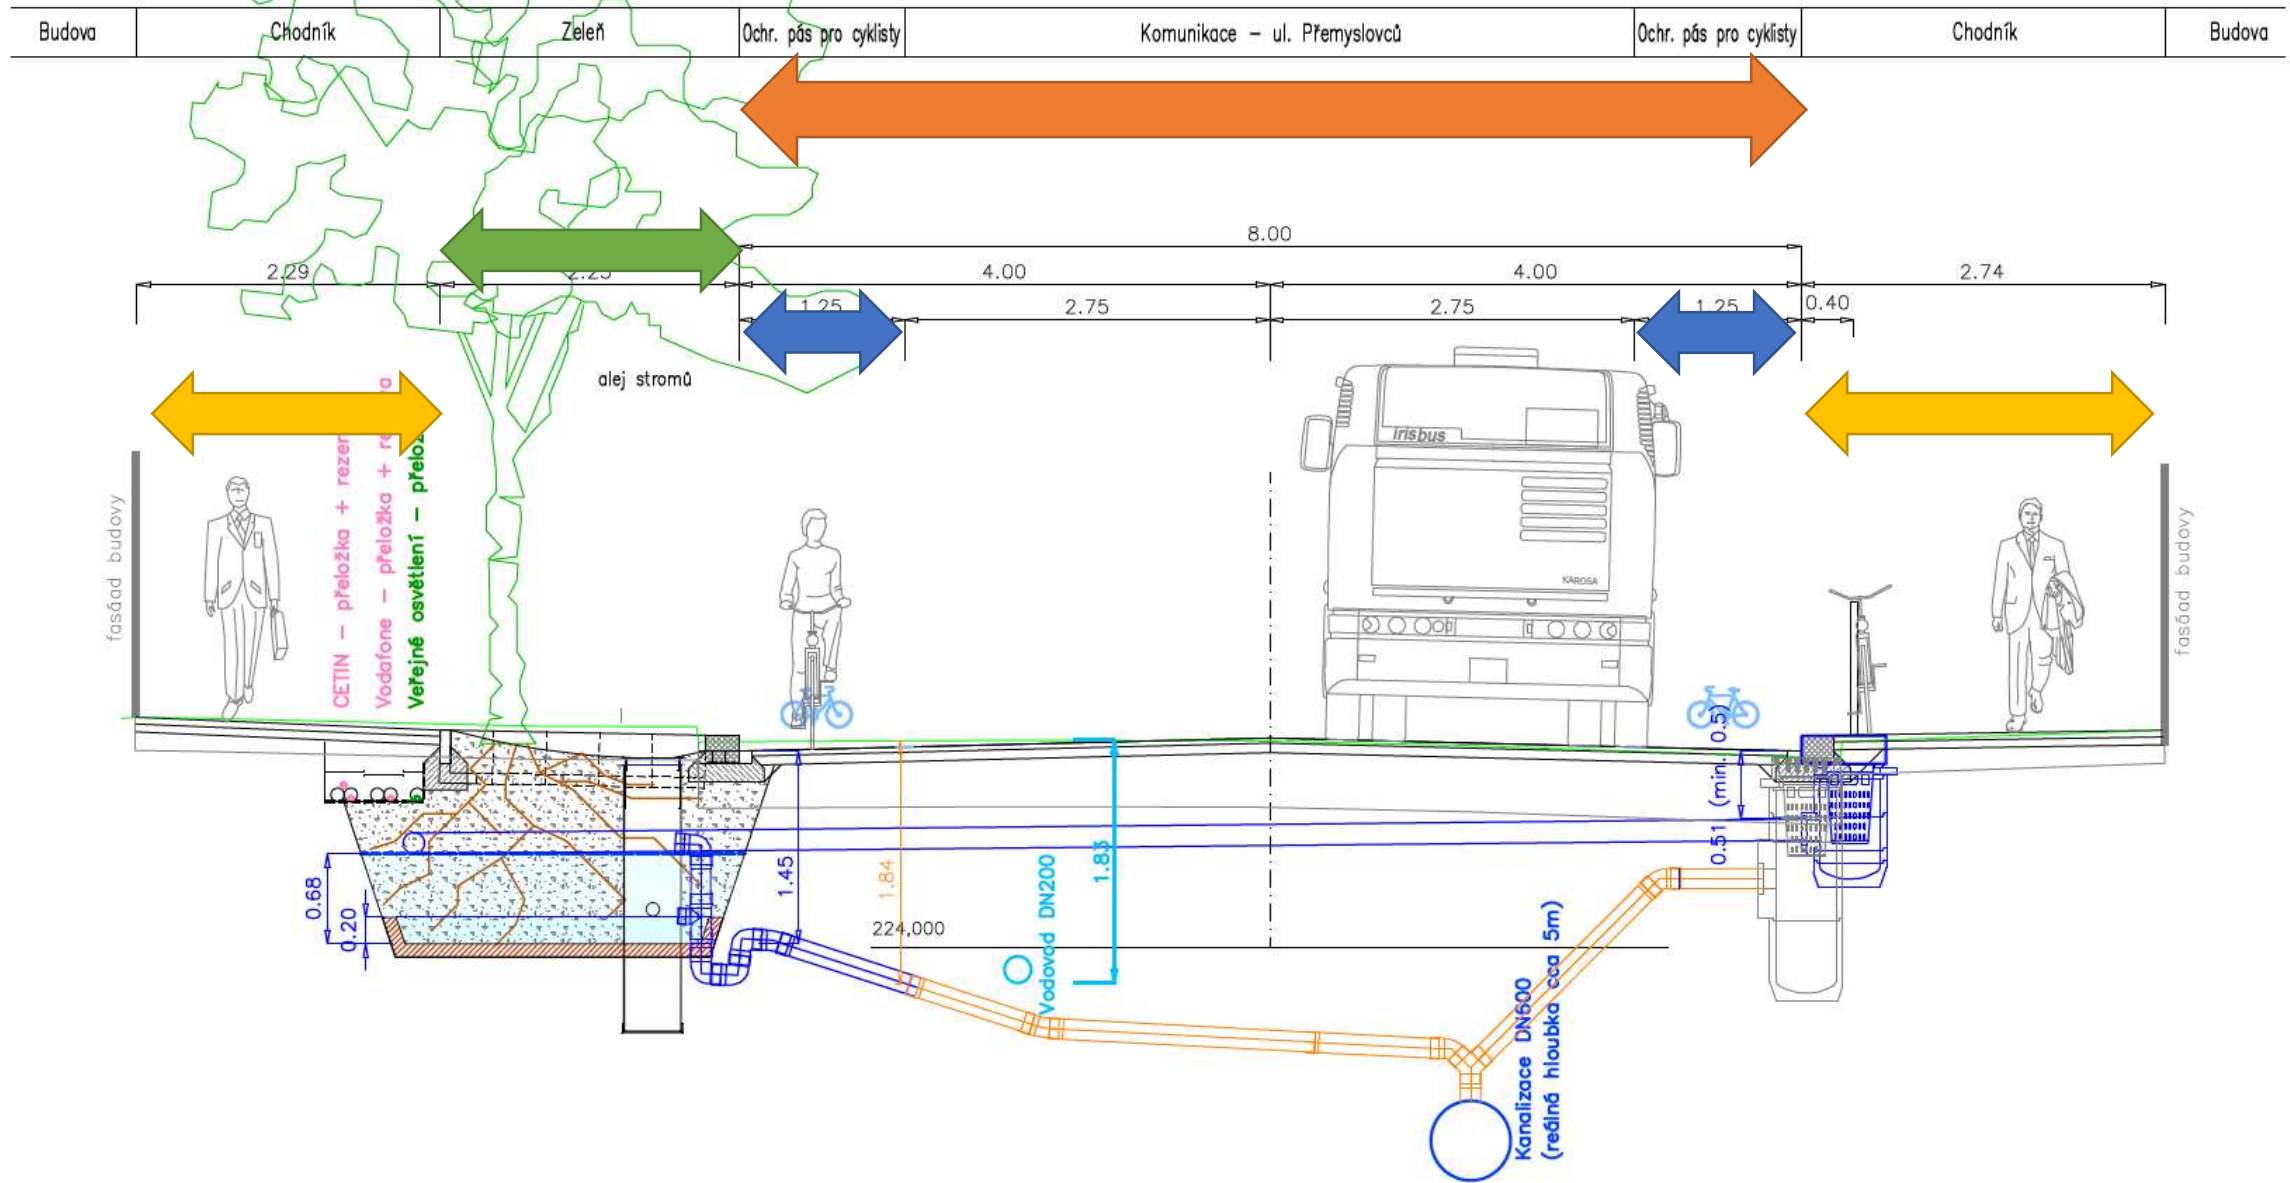 Budova
Chodník
Zeleň
Ochr. pás pro cyklisty
Komunikace – ul. Přemyslovců
Ochr. pás pro cyklisty
Chodník
Budova
8.00
2.29
2.25
4.00
4.00
2.74
1.25
2.75
2.75
1.25
0.40
alej stromů
irisbus
KAROSA
fasáad budovy
CETIN – přeložka + rezer
Vodafone – přeložka + re
va
Veřejné osvětlení – přelož
fasáad budovy
0.68
0.20
1.45
1.84
224,000
Vodovod DN200
1.83
0.51 (min. 0.5)
Kanalizace DN600
(reálná hloubka cca 5m)